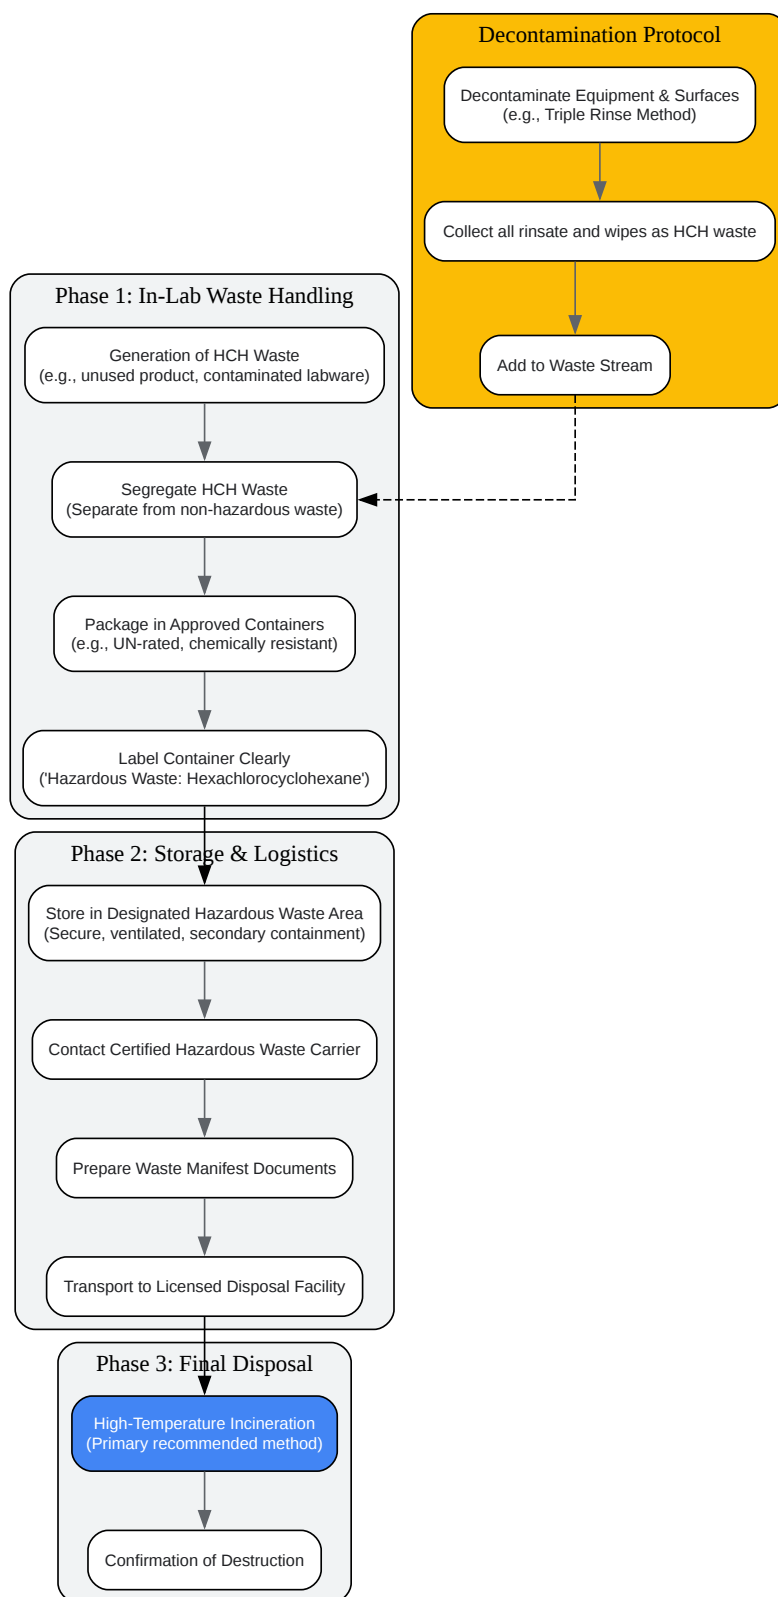 Decontamination Protocol
Decontaminate Equipment & Surfaces
(e.g., Triple Rinse Method)
Collect all rinsate and wipes as HCH waste
Add to Waste Stream
Phase 1: In-Lab Waste Handling
Generation of HCH Waste
(e.g., unused product, contaminated labware)
Segregate HCH Waste
(Separate from non-hazardous waste)
Package in Approved Containers
(e.g., UN-rated, chemically resistant)
Label Container Clearly
('Hazardous Waste: Hexachlorocyclohexane')
Phase 2: Storage & Logistics
Store in Designated Hazardous Waste Area
(Secure, ventilated, secondary containment)
Contact Certified Hazardous Waste Carrier
Prepare Waste Manifest Documents
Transport to Licensed Disposal Facility
Phase 3: Final Disposal
High-Temperature Incineration
(Primary recommended method)
Confirmation of Destruction